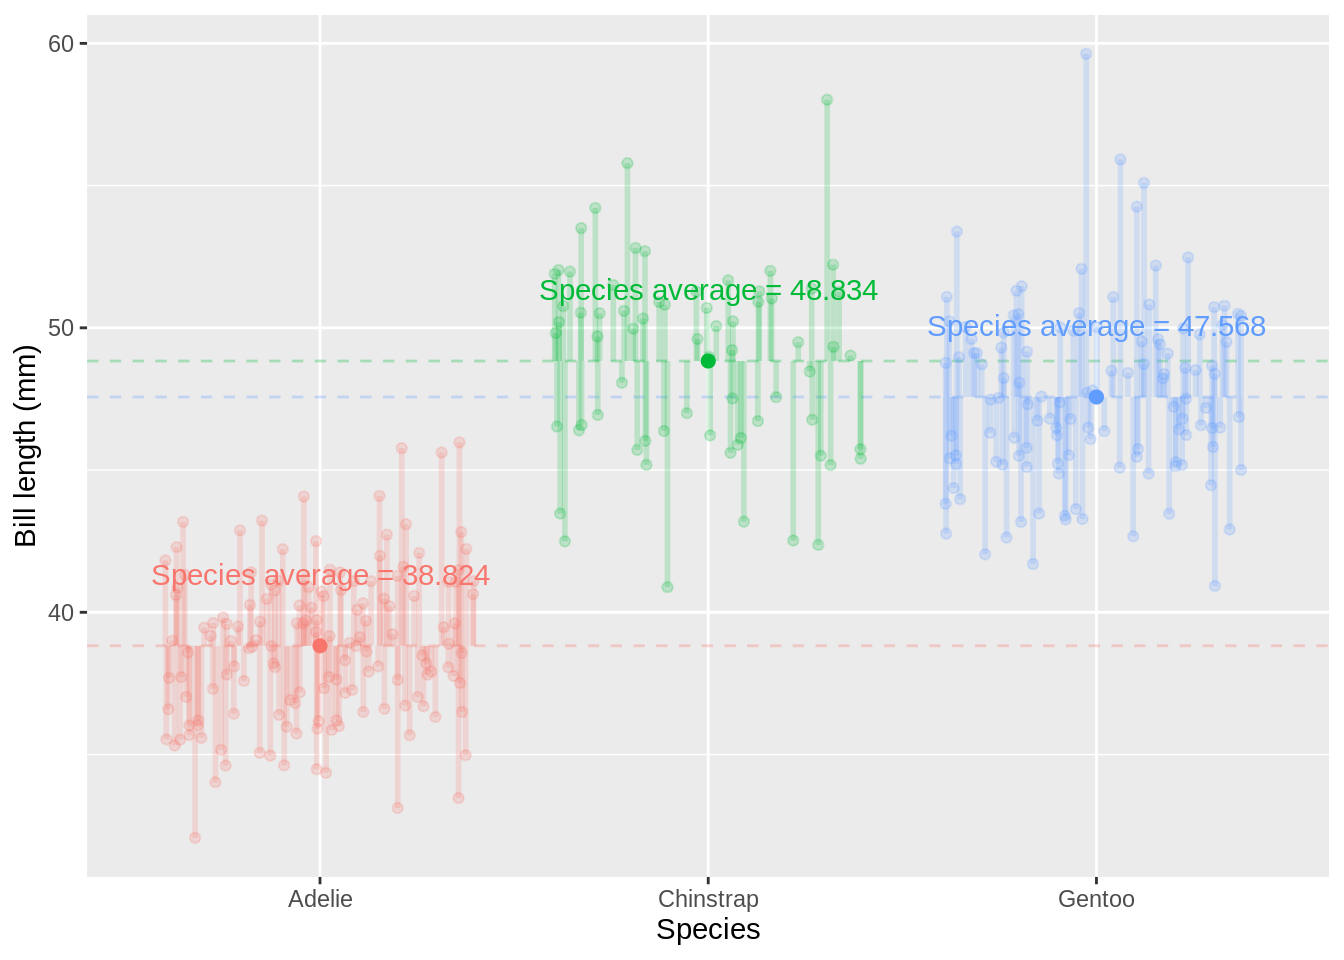 60
50
40
Bill length (mm)
Species average = 48.834
Species average = 47.568
Species average = 38.824
Adelie
Chinstrap
Gentoo
Species